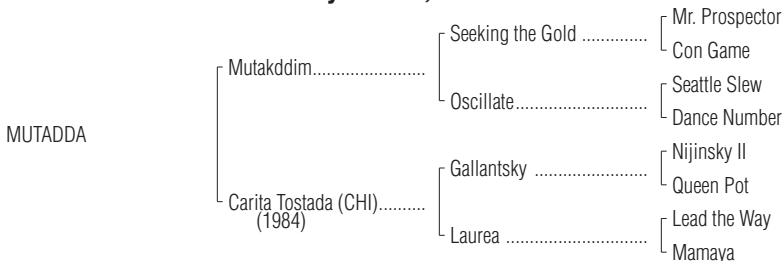 Mr. Prospector
Seeking the Gold ..............
Con Game
Mutakddim........................
Seattle Slew
Oscillate............................
Dance Number
MUTADDA
Nijinsky II
Gallantsky ........................
Queen Pot
Carita Tostada (CHI)..........
(1984)
Lead the Way
Laurea ..............................
Mamaya